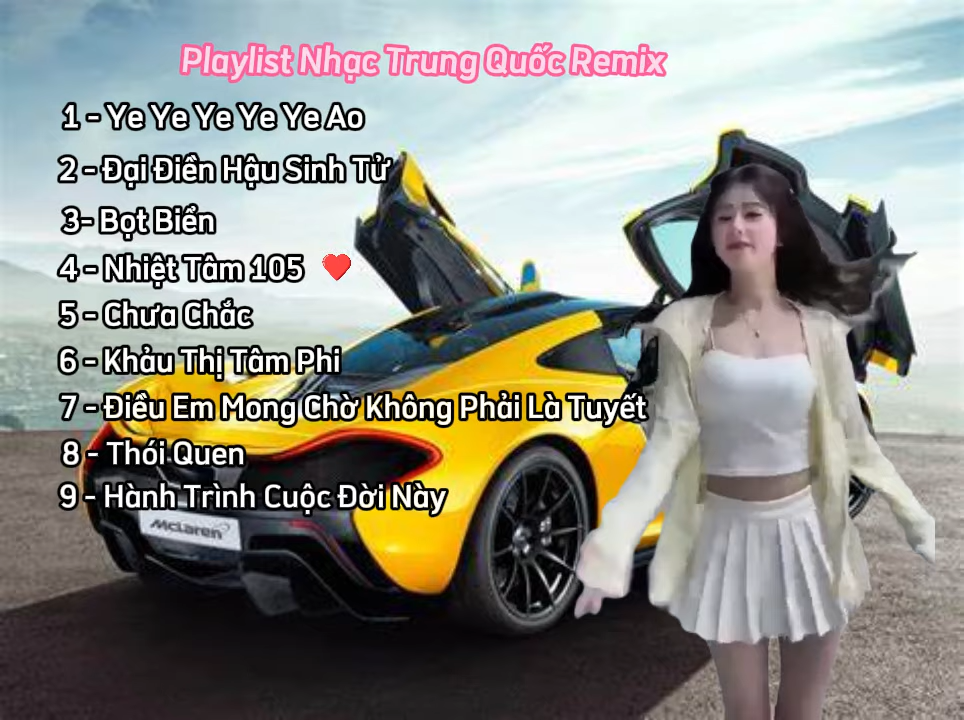 Playlist Nhạc Trung Quốc Remix
1 - Ye Ye Ye Ye Ye Ao
2 - Đại Điền Hậu Sinh Tử
3- Bọt Biển
4 - Nhiệt Tâm 105 ❤️
5 - Chưa Chắc
6 - Khảu Thị Tâm Phi
7 - Điều Em Mong Chờ Không Phải Là Tuyết
8 - Thói Quen
9 - Hành Trình Cuộc Đời Này
McLaren